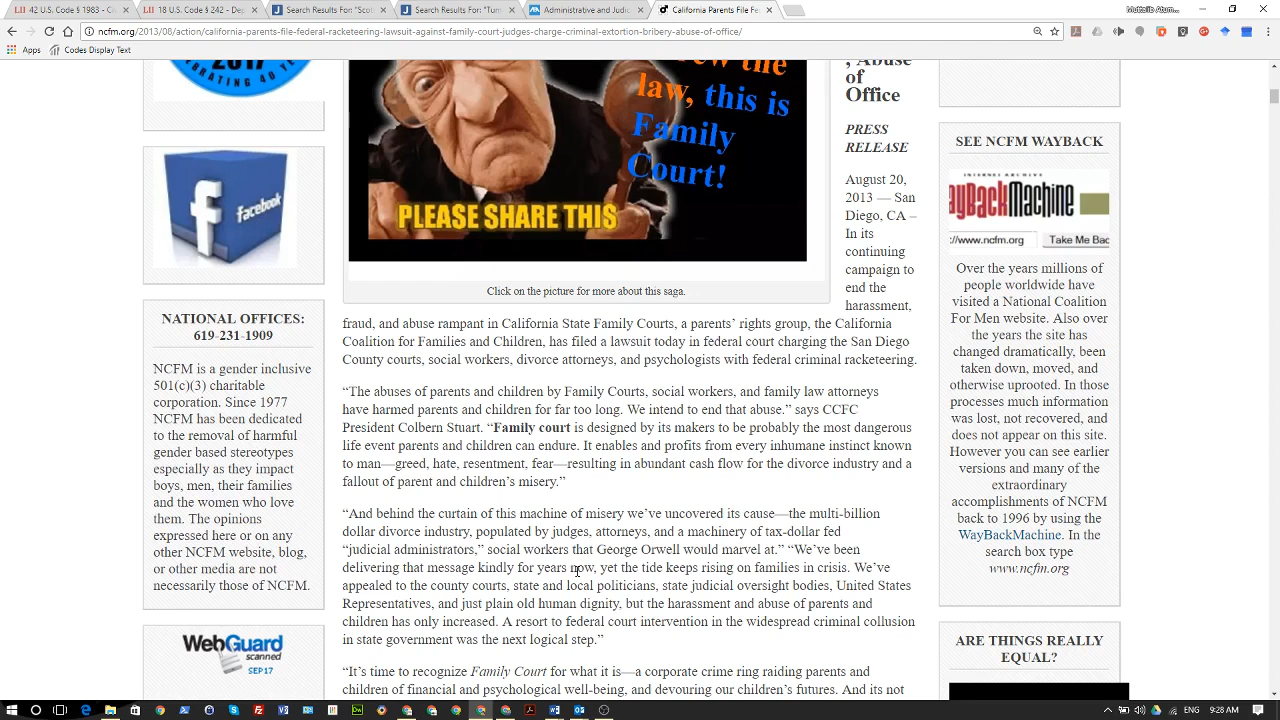 42 U.S. Code § 1983 - Civ
18 U.S. Code § 242 - Dep
Search Results For: "Scot
Search Results For: "Tum
Administrative and Judic
California Parents File Fe
ncfm.org/2013/08/action/california-parents-file-federal-racketeering-lawsuit-against-family-court-judges-charge-criminal-extortion-bribery-abuse-of-office/
Apps
Codes Display Text
2017
CELEBRATING 40 YEARS
facebook
NATIONAL OFFICES:
619-231-1909
NCFM is a gender inclusive
501(c)(3) charitable
corporation. Since 1977
NCFM has been dedicated
to the removal of harmful
gender based stereotypes
especially as they impact
boys, men, their families
and the women who love
them. The opinions
expressed here or on any
other NCFM website, blog,
or other media are not
necessarily those of NCFM.
WebGuard
scanned
SEP17
the
law, this is
Family
Court!
PLEASE SHARE THIS
Click on the picture for more about this saga.
, Abuse
of
Office
PRESS
RELEASE
August 20,
2013 — San
Diego, CA –
In its
continuing
campaign to
end the
harassment,
fraud, and abuse rampant in California State Family Courts, a parents’ rights group, the California
Coalition for Families and Children, has filed a lawsuit today in federal court charging the San Diego
County courts, social workers, divorce attorneys, and psychologists with federal criminal racketeering.
“The abuses of parents and children by Family Courts, social workers, and family law attorneys
have harmed parents and children for far too long. We intend to end that abuse.” says CCFC
President Colbern Stuart. “Family court is designed by its makers to be probably the most dangerous
life event parents and children can endure. It enables and profits from every inhumane instinct known
to man—greed, hate, resentment, fear—resulting in abundant cash flow for the divorce industry and a
fallout of parent and children’s misery.”
“And behind the curtain of this machine of misery we’ve uncovered its cause—the multi-billion
dollar divorce industry, populated by judges, attorneys, and a machinery of tax-dollar fed
“judicial administrators,” social workers that George Orwell would marvel at.” “We’ve been
delivering that message kindly for years now, yet the tide keeps rising on families in crisis. We’ve
appealed to the county courts, state and local politicians, state judicial oversight bodies, United States
Representatives, and just plain old human dignity, but the harassment and abuse of parents and
children has only increased. A resort to federal court intervention in the widespread criminal collusion
in state government was the next logical step.”
“It’s time to recognize Family Court for what it is—a corporate crime ring raiding parents and
children of financial and psychological well-being, and devouring our children’s futures. And its not
SEE NCFM WAYBACK
INTERNET ARCHIVE
ayBackMachine
://www.ncfm.org
Take Me Bac
Over the years millions of
people worldwide have
visited a National Coalition
For Men website. Also over
the years the site has
changed dramatically, been
taken down, moved, and
otherwise uprooted. In those
processes much information
was lost, not recovered, and
does not appear on this site.
However you can see earlier
versions and many of the
extraordinary
accomplishments of NCFM
back to 1996 by using the
WayBackMachine. In the
search box type
www.ncfm.org
ARE THINGS REALLY
EQUAL?
ENG
9:28 AM